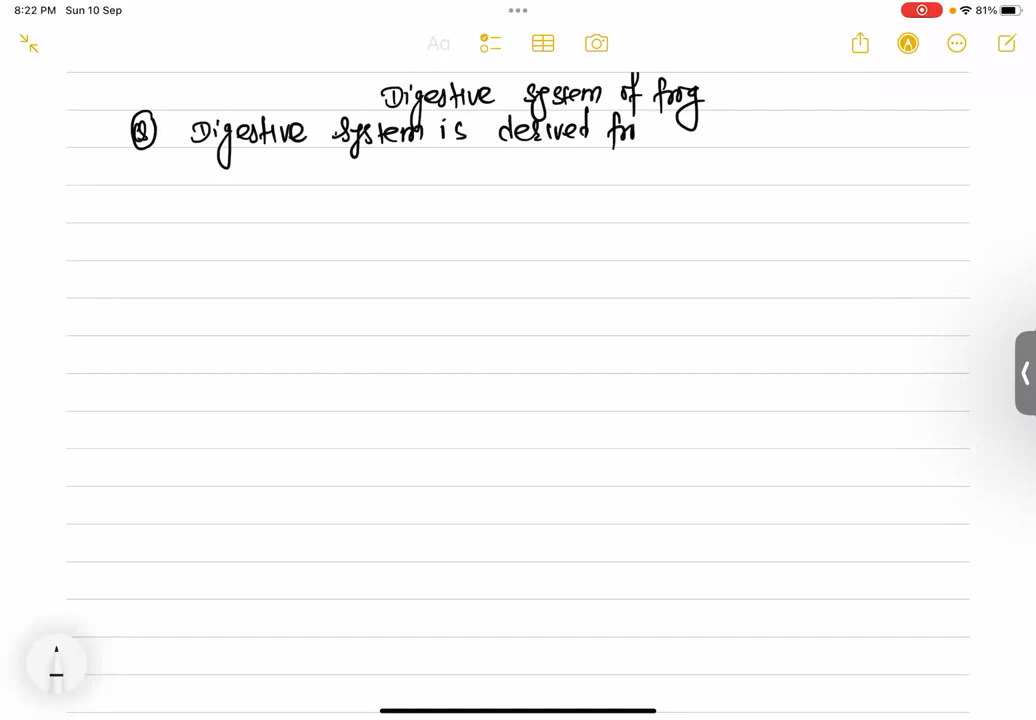 8:22 PM Sun 10 Sep
81%
Aa
Digestive system of frog
Q Digestive system is derived fr